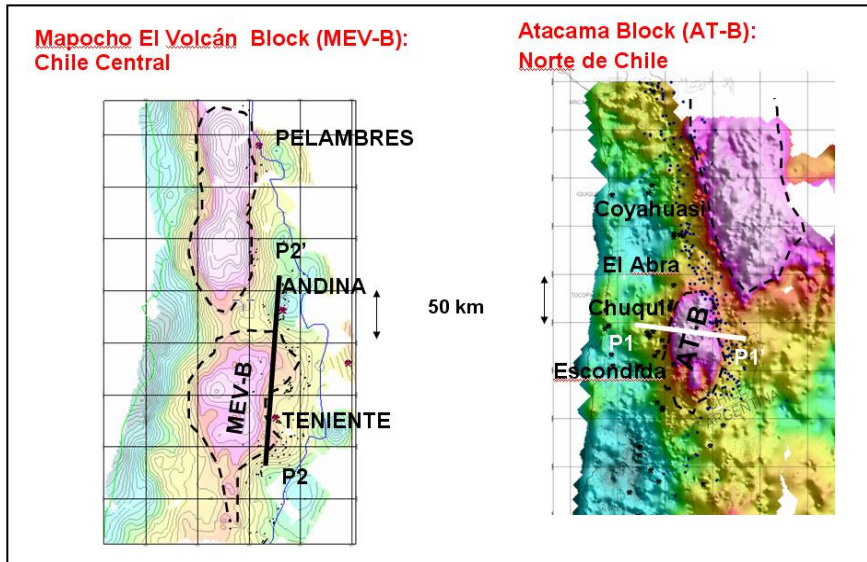 Mapocho El Volcán Block (MEV-B):
Chile Central
PELAMBRES
P2'
ANDINA
MEV-B
TENIENTE
P2
50 km
Atacama Block (AT-B):
Norte de Chile
Coyahuasi
El Abra
Chuqui
P1
AT-B
P1'
Escondida
ARGENTINA